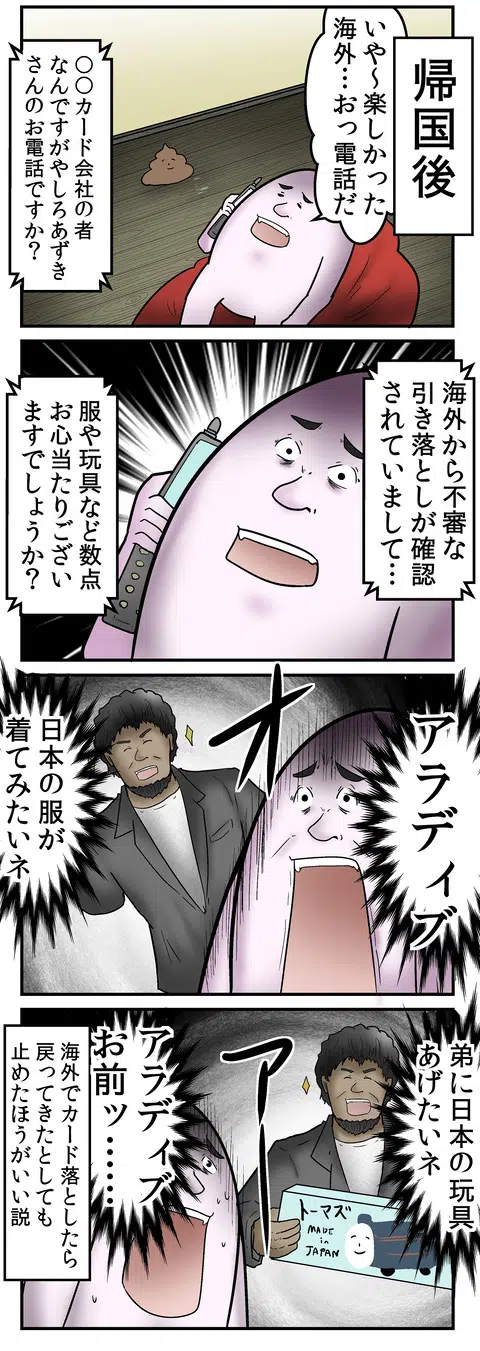 帰国後
いや～楽しかった
海外…おっ電話だ
〇〇カード会社の者
なんですがやしろあずき
さんのお電話ですか？
海外から不審な
引き落としが確認
されていまして…
服や玩具など数点
お心当たりござい
ますでしょうか？
アラディブ
オ
日本の服が
着てみたいネ
弟に日本の玩具
あげたいネ
トーマズ
MADE
in
JAPAN
ア
アラディブ
お前ッ……
海外でカード落としたら
戻ってきたとしても
止めたほうがいい説